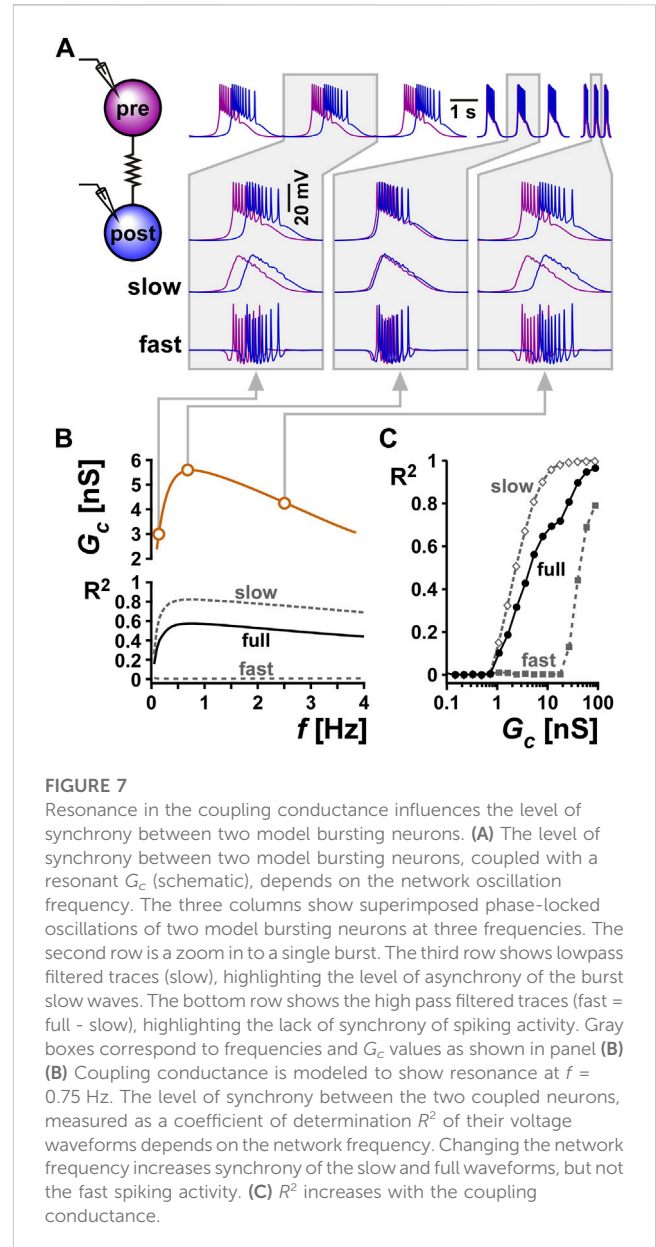 A
pre
post
1 s
20 mV
slow
fast
B
G_c [nS]
6
5
4
3
2
R²
0.8
0.6
0.4
0.2
0
slow
full
fast
0 1 2 3 4
f [Hz]
C
R²
1
0.8
0.6
0.4
0.2
0
slow
full
fast
0.1 1 10 100
G_c [nS]
FIGURE 7
Resonance in the coupling conductance influences the level of
synchrony between two model bursting neurons. (A) The level of
synchrony between two model bursting neurons, coupled with a
resonant G_c (schematic), depends on the network oscillation
frequency. The three columns show superimposed phase-locked
oscillations of two model bursting neurons at three frequencies. The
second row is a zoom in to a single burst. The third row shows lowpass
filtered traces (slow), highlighting the level of asynchrony of the burst
slow waves. The bottom row shows the high pass filtered traces (fast =
full - slow), highlighting the lack of synchrony of spiking activity. Gray
boxes correspond to frequencies and G_c values as shown in panel (B)
(B) Coupling conductance is modeled to show resonance at f =
0.75 Hz. The level of synchrony between the two coupled neurons,
measured as a coefficient of determination R² of their voltage
waveforms depends on the network frequency. Changing the network
frequency increases synchrony of the slow and full waveforms, but not
the fast spiking activity. (C) R² increases with the coupling
conductance.